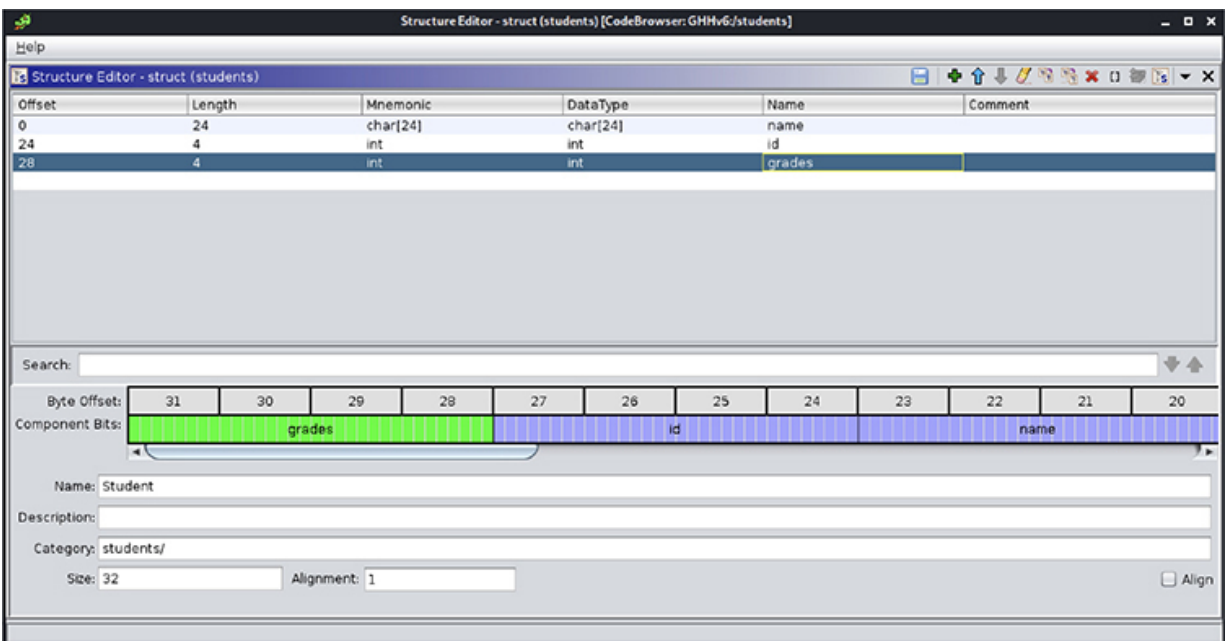 Structure Editor - struct (students) [CodeBrowser: GHHv6:/students]
Help
Structure Editor - struct (students)
Offset Length Mnemonic DataType Name Comment
0 24 char[24] char[24] name
24 4 int int id
28 4 int int grades
Search:
Byte Offset: 31 30 29 28 27 26 25 24 23 22 21 20
Component Bits: grades id name
Name: Student
Description:
Category: students/
Size: 32 Alignment: 1 Align